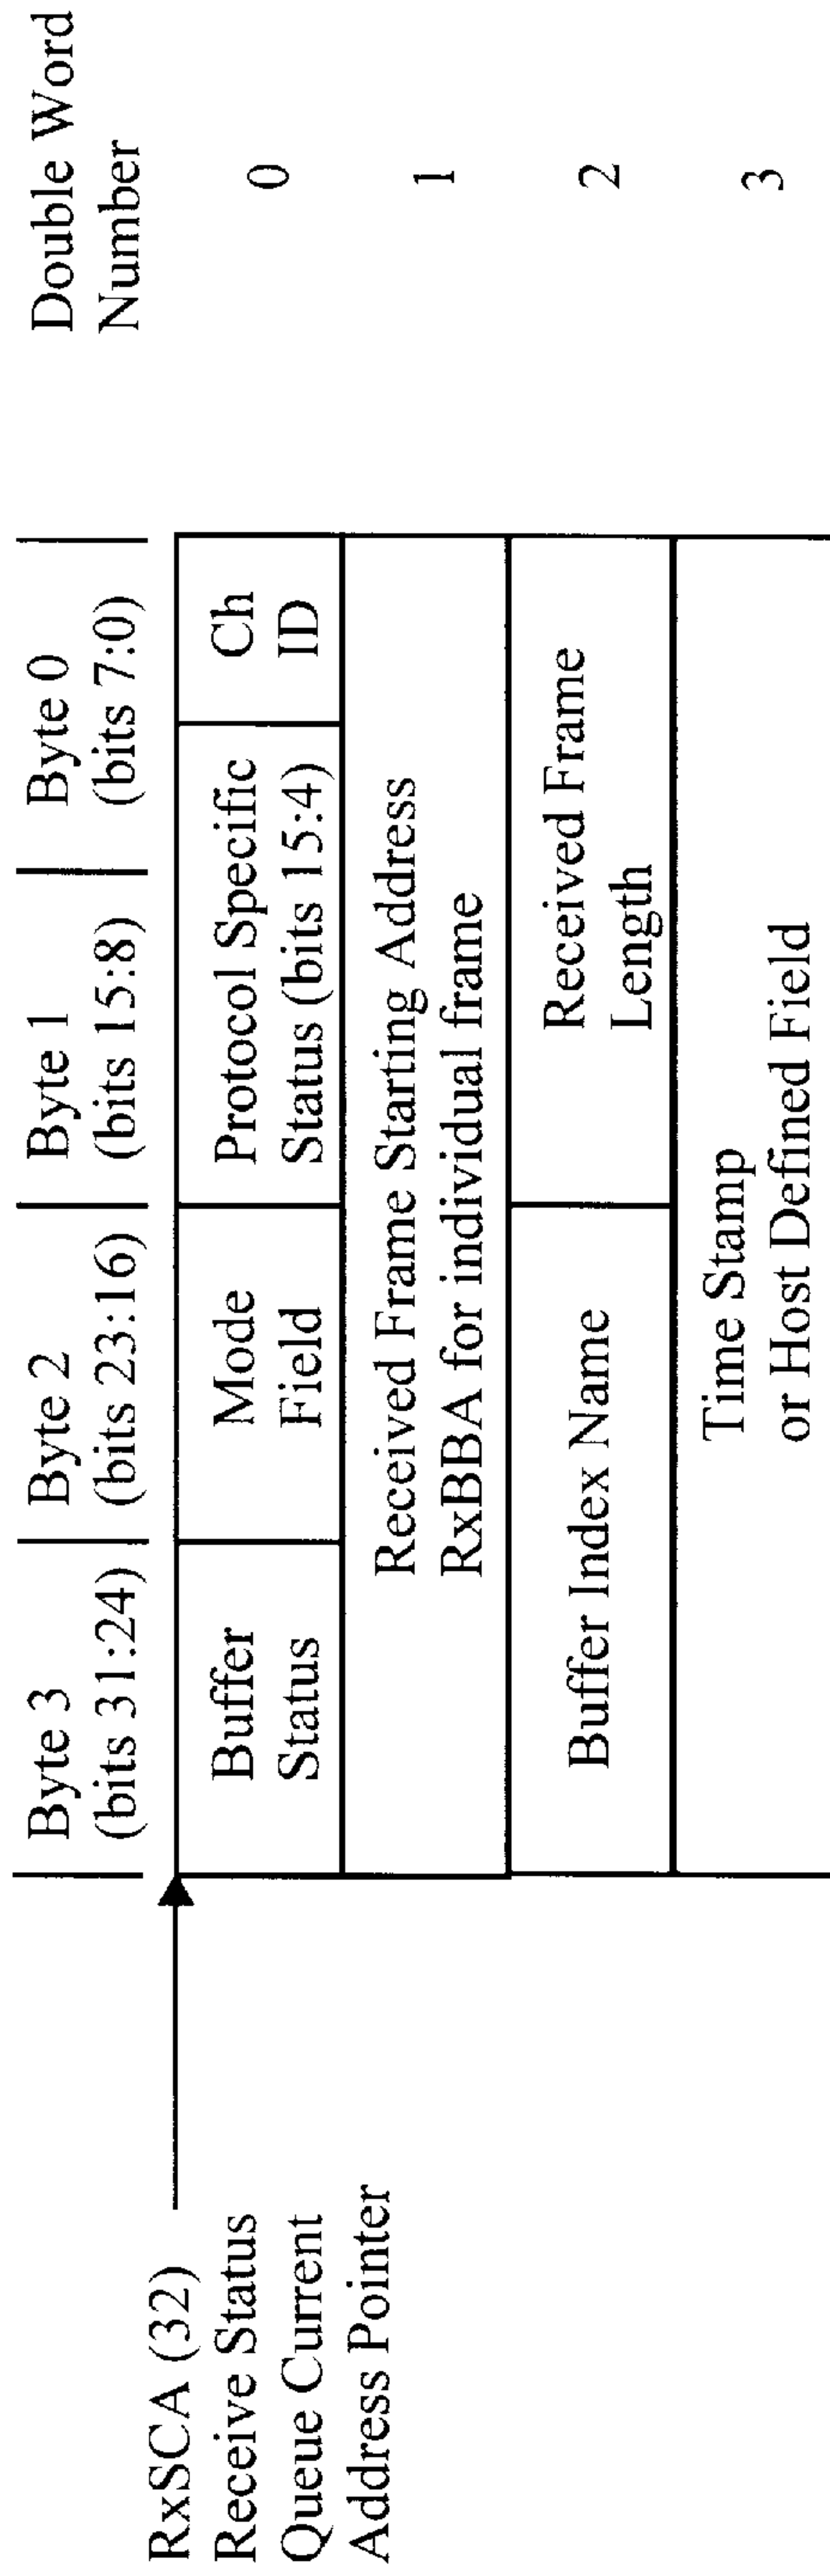 Byte 3
(bits 31:24)
Byte 2
(bits 23:16)
Byte 1
(bits 15:8)
Byte 0
(bits 7:0)
Double Word
Number
RxSCA (32)
Receive Status
Queue Current
Address Pointer
Buffer
Status
Mode
Field
Protocol Specific
Status (bits 15:4)
Ch
ID
0
Received Frame Starting Address
RxBBA for individual frame
1
Buffer Index Name
Received Frame
Length
2
Time Stamp
or Host Defined Field
3